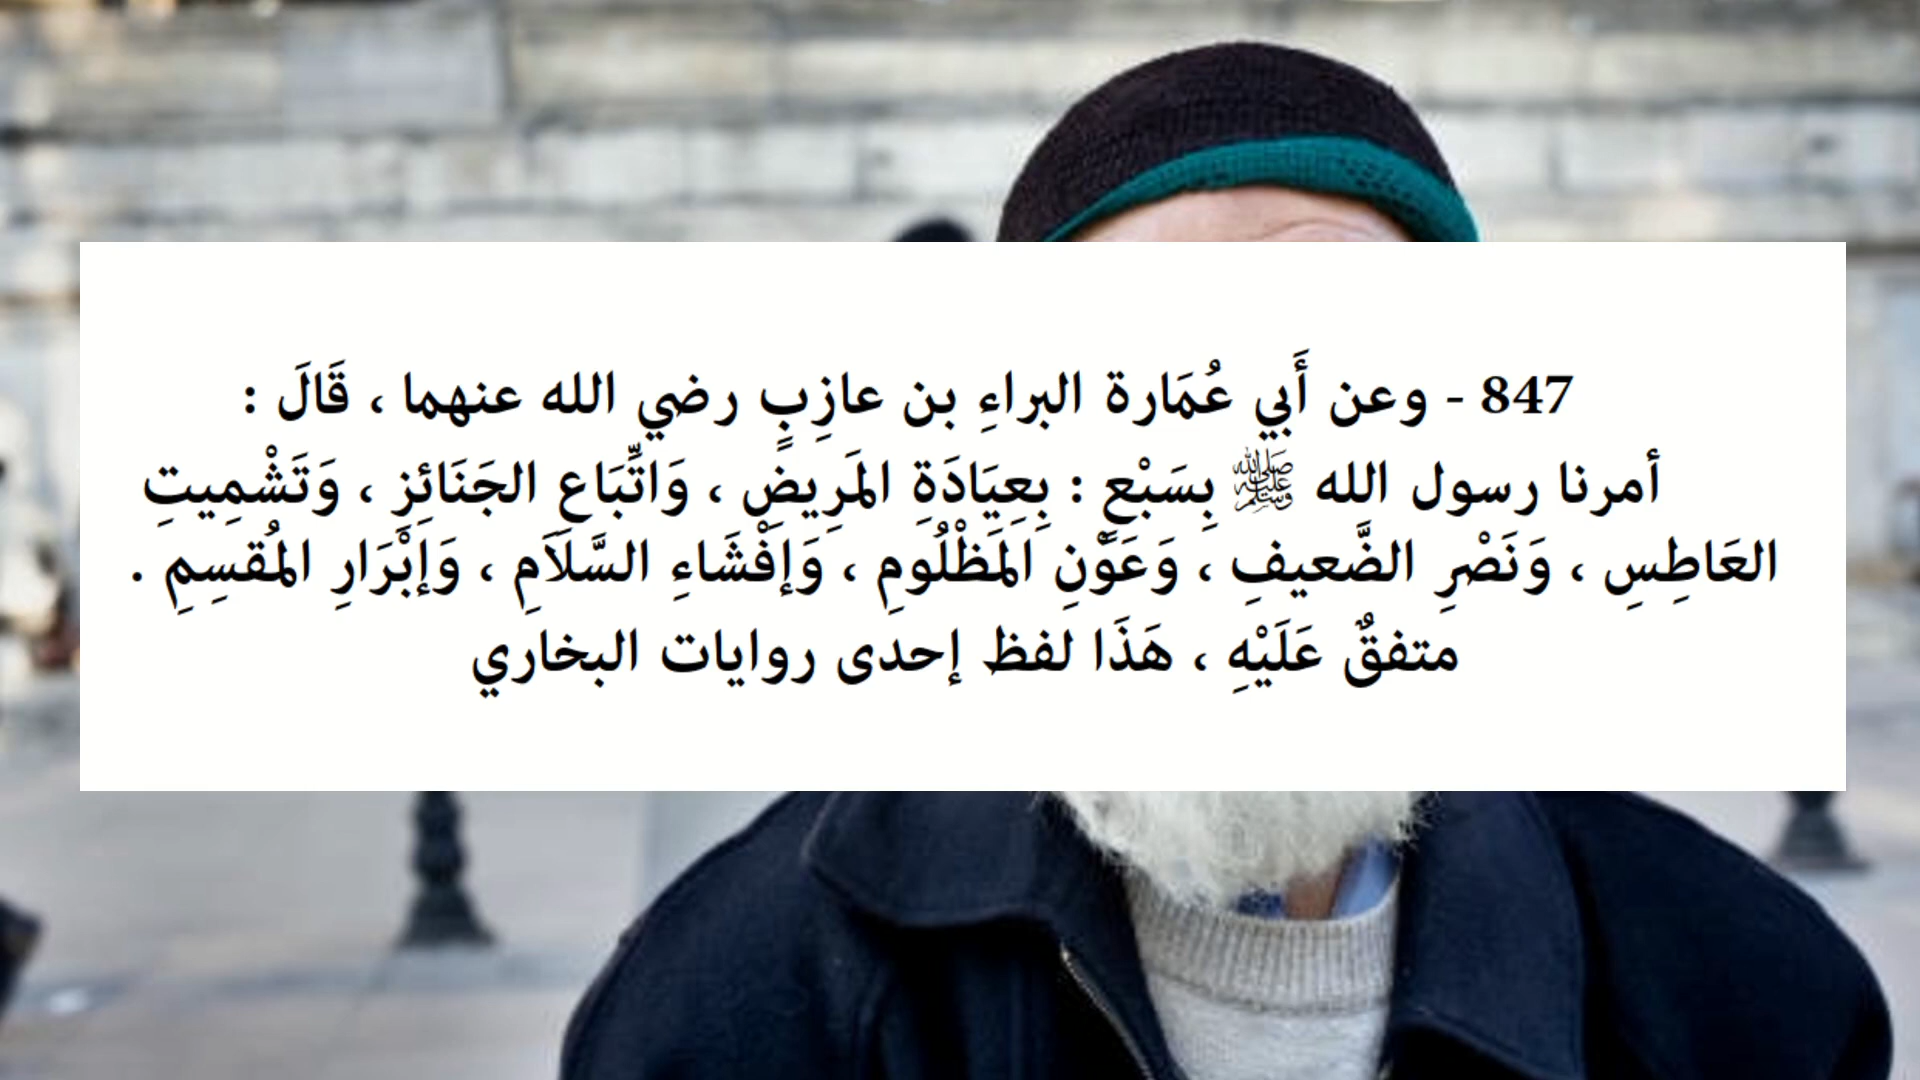 847 - وعن أَبي عُمَارة البراءِ بن عازِبٍ رضي الله عنهما ، قَالَ :
أمرنا رسول الله ﷺ بِسَبْعٍ : بِعِيَادَةِ المَرِيضِ ، وَاتِّبَاعِ الجَنَائِزِ ، وَتَشْمِيتِ
العَاطِسِ ، وَنَصْرِ الضَّعيفِ ، وَعَوْنِ المَظْلُومِ ، وَإفْشَاءِ السَّلاَمِ ، وَإبْرَارِ المُقسِمِ .
متفقٌ عَلَيْهِ ، هَذَا لفظ إحدى روايات البخاري